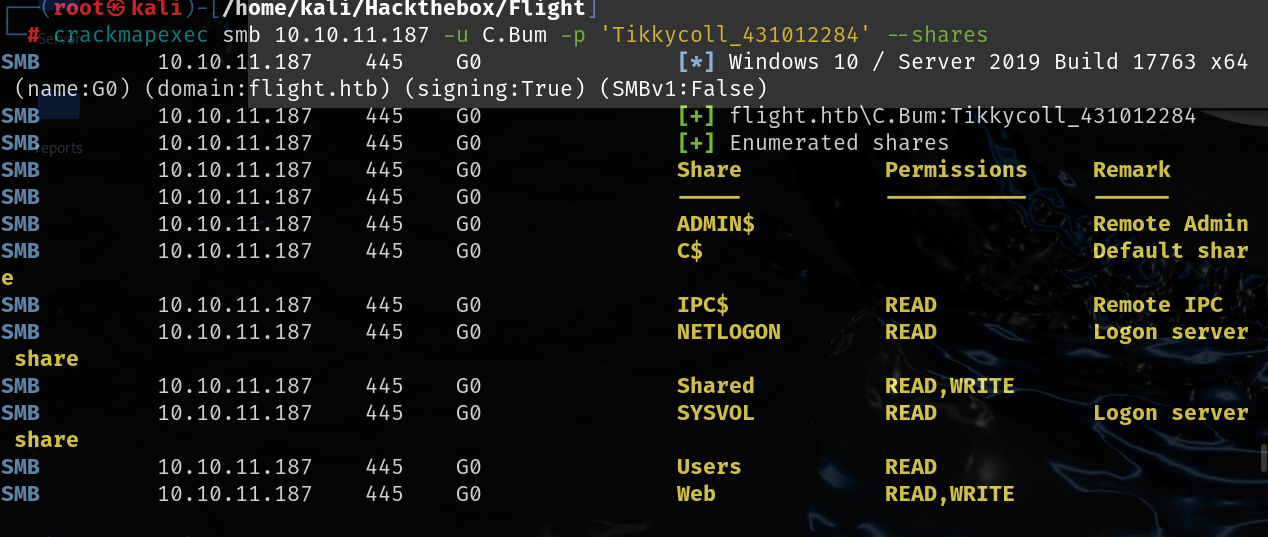 ┌──(root㉿kali)-[/home/kali/Hackthebox/Flight]
└─# crackmapexec smb 10.10.11.187 -u C.Bum -p 'Tikkycoll_431012284' --shares
SMB         10.10.11.187    445    G0               [*] Windows 10 / Server 2019 Build 17763 x64
 (name:G0) (domain:flight.htb) (signing:True) (SMBv1:False)
SMB         10.10.11.187    445    G0               [+] flight.htb\C.Bum:Tikkycoll_431012284
SMB         10.10.11.187    445    G0               [+] Enumerated shares
SMB         10.10.11.187    445    G0               Share           Permissions     Remark
SMB         10.10.11.187    445    G0               -----           -----------     ------
SMB         10.10.11.187    445    G0               ADMIN$                          Remote Admin
SMB         10.10.11.187    445    G0               C$                              Default shar
e
SMB         10.10.11.187    445    G0               IPC$            READ            Remote IPC
SMB         10.10.11.187    445    G0               NETLOGON        READ            Logon server
 share
SMB         10.10.11.187    445    G0               Shared          READ,WRITE
SMB         10.10.11.187    445    G0               SYSVOL          READ            Logon server
 share
SMB         10.10.11.187    445    G0               Users           READ
SMB         10.10.11.187    445    G0               Web             READ,WRITE